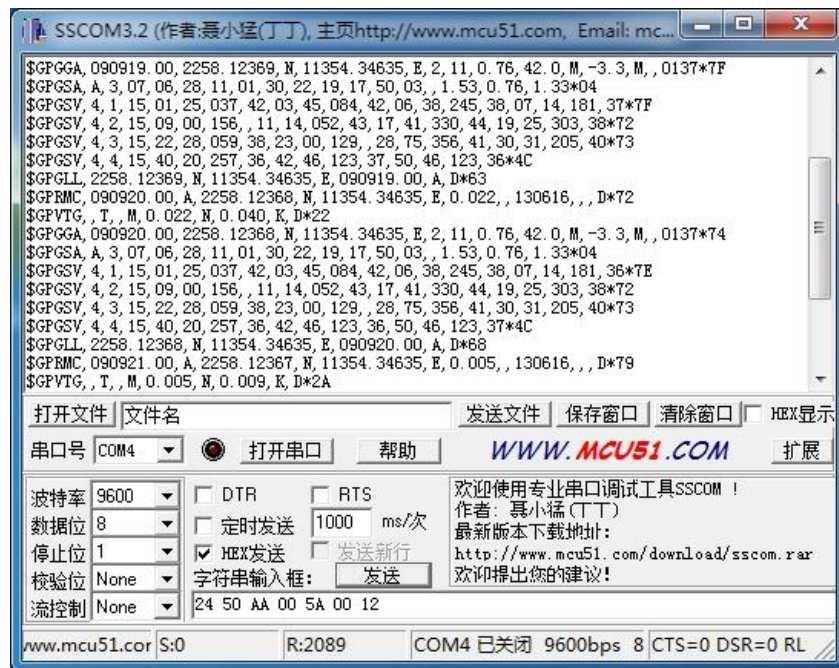 SSCOM3.2 (作者:聂小猛(丁丁), 主页http://www.mcu51.com, Email: mc...
$GPGGA,090919.00,2258.12369,N,11354.34635,E,2,11,0.76,42.0,M,-3.3,M,,0137*7F
$GPGSA,A,3,07,06,28,11,01,30,22,19,17,50,03,,1.53,0.76,1.33*04
$GPGSV,4,1,15,01,25,037,42,03,45,084,42,06,38,245,38,07,14,181,37*7F
$GPGSV,4,2,15,09,00,156,,11,14,052,43,17,41,330,44,19,25,303,38*72
$GPGSV,4,3,15,22,28,059,38,23,00,129,,28,75,356,41,30,31,205,40*73
$GPGSV,4,4,15,40,20,257,36,42,46,123,37,50,46,123,36*4C
$GPGLL,2258.12369,N,11354.34635,E,090919.00,A,D*63
$GPRMC,090920.00,A,2258.12368,N,11354.34635,E,0.022,,130616,,,D*72
$GPVTG,,T,,M,0.022,N,0.040,K,D*22
$GPGGA,090920.00,2258.12368,N,11354.34635,E,2,11,0.76,42.0,M,-3.3,M,,0137*74
$GPGSA,A,3,07,06,28,11,01,30,22,19,17,50,03,,1.53,0.76,1.33*04
$GPGSV,4,1,15,01,25,037,42,03,45,084,42,06,38,245,38,07,14,181,36*7E
$GPGSV,4,2,15,09,00,156,,11,14,052,43,17,41,330,44,19,25,303,38*72
$GPGSV,4,3,15,22,28,059,38,23,00,129,,28,75,356,41,30,31,205,40*73
$GPGSV,4,4,15,40,20,257,36,42,46,123,36,50,46,123,37*4C
$GPGLL,2258.12368,N,11354.34635,E,090920.00,A,D*68
$GPRMC,090921.00,A,2258.12367,N,11354.34635,E,0.005,,130616,,,D*79
$GPVTG,,T,,M,0.005,N,0.009,K,D*2A
打开文件 文件名 发送文件 保存窗口 清除窗口 HEX显示
串口号 COM4 打开串口 帮助 WWW.MCU51.COM 扩展
波特率 9600 DTR RTS
数据位 8 定时发送 1000 ms/次
停止位 1 HEX发送 发送新行
校验位 None 字符串输入框: 发送
流控制 None 24 50 AA 00 5A 00 12
欢迎使用专业串口调试工具SSCOM !
作者: 聂小猛(丁丁)
最新版本下载地址:
http://www.mcu51.com/download/sscom.rar
欢迎提出您的建议!
www.mcu51.cor S:0 R:2089 COM4 已关闭 9600bps 8 CTS=0 DSR=0 RL